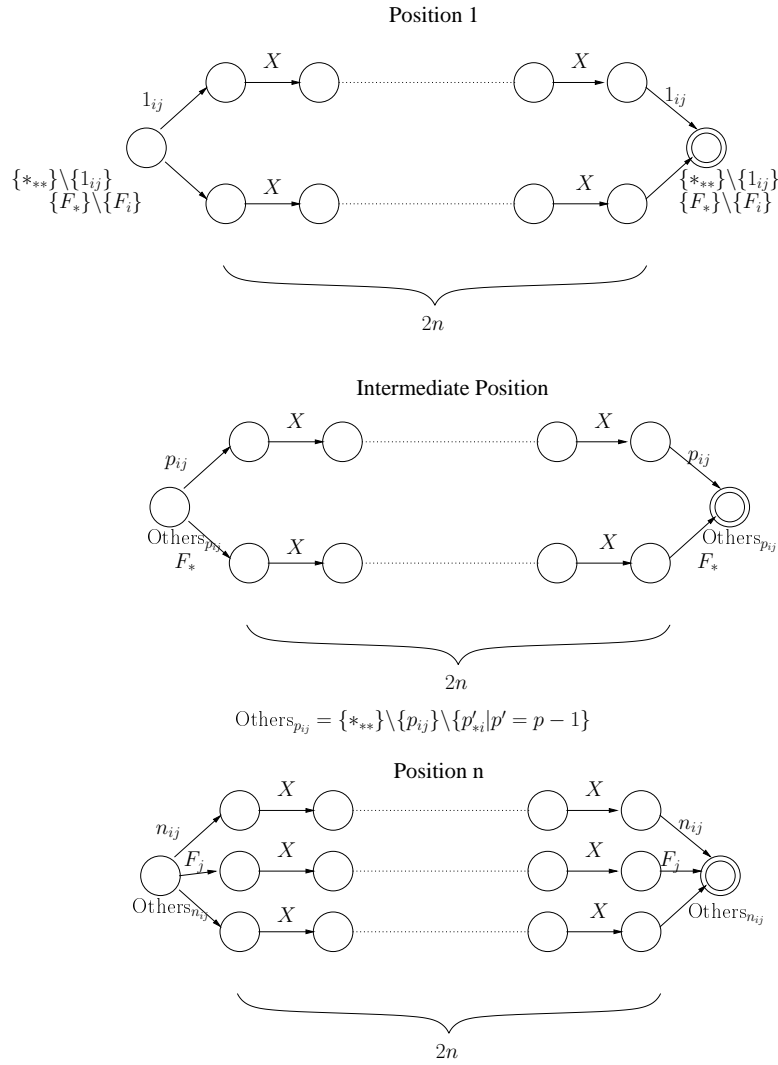 Position 1
X X
1_{ij} 1_{ij}
{*_{**}}\{1_{ij}} {*_{**}}\{1_{ij}}
{F_*}\{F_i} X X {F_*}\{F_i}
2n
Intermediate Position
X X
p_{ij} p_{ij}
Others_{p_{ij}} Others_{p_{ij}}
F_* X X F_*
2n
Others_{p_{ij}} = {*_{**}}\{p_{ij}}\{p'_{*i}|p' = p − 1}
Position n
X X
n_{ij} n_{ij}
F_j X X F_j
Others_{n_{ij}} X X Others_{n_{ij}}
2n